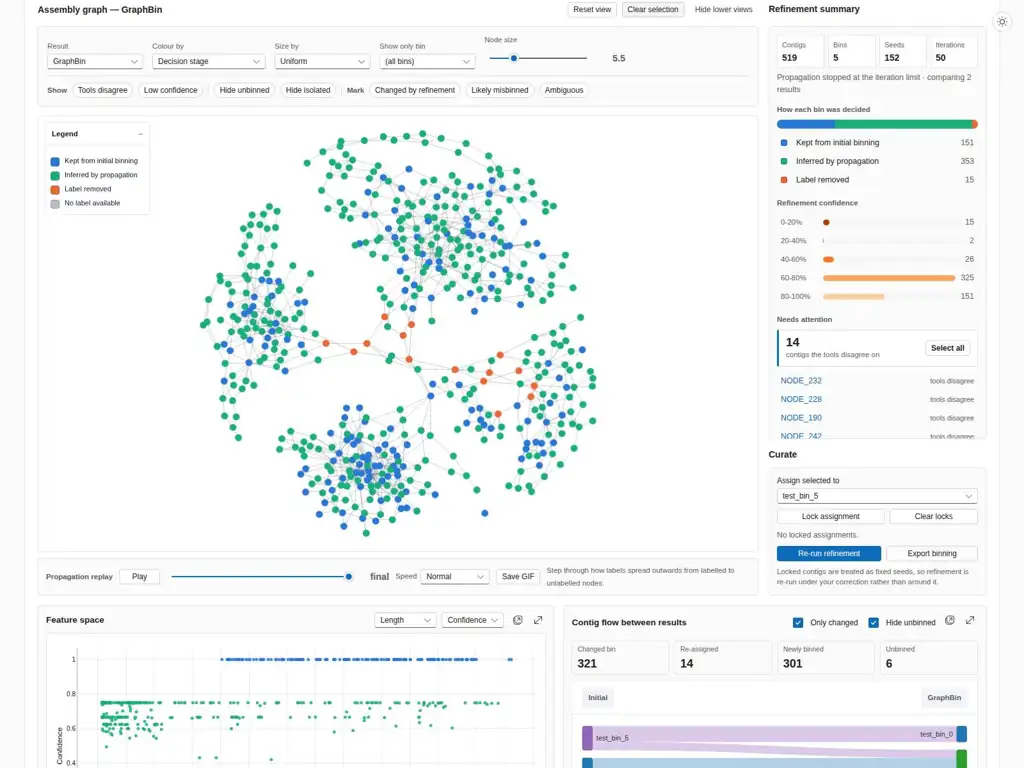 Assembly graph — GraphBin
Reset view
Clear selection
Hide lower views
Result
Colour by
Size by
Show only bin
Node size
GraphBin
Decision stage
Uniform
(all bins)
5.5
Show
Tools disagree
Low confidence
Hide unbinned
Hide isolated
Mark
Changed by refinement
Likely misbinned
Ambiguous
Legend
–
Kept from initial binning
Inferred by propagation
Label removed
No label available
Propagation replay
Play
final
Speed
Normal
Save GIF
Step through how labels spread outwards from labelled to
unlabelled nodes.
Refinement summary
Contigs
519
Bins
5
Seeds
152
Iterations
50
Propagation stopped at the iteration limit · comparing 2
results
How each bin was decided
Kept from initial binning 151
Inferred by propagation 353
Label removed 15
Refinement confidence
0-20% 15
20-40% 2
40-60% 26
60-80% 325
80-100% 151
Needs attention
14
contigs the tools disagree on
Select all
NODE_232 tools disagree
NODE_228 tools disagree
NODE_190 tools disagree
NODE_242 tools disagree
Curate
Assign selected to
test_bin_5
Lock assignment
Clear locks
No locked assignments.
Re-run refinement
Export binning
Locked contigs are treated as fixed seeds, so refinement is
re-run under your correction rather than around it.
Feature space
Length
Confidence
1
0.8
0.6
0.4
Confidence
Contig flow between results
Only changed
Hide unbinned
Changed bin
321
Re-assigned
14
Newly binned
301
Unbinned
6
Initial
GraphBin
test_bin_5
test_bin_0